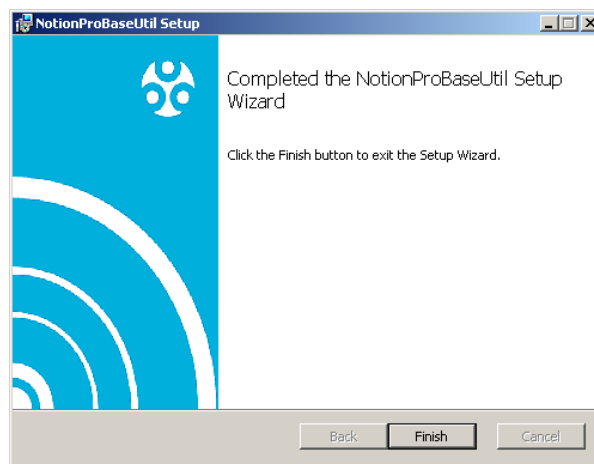 NotionProBaseUtil Setup
Completed the NotionProBaseUtil Setup
Wizard
Click the Finish button to exit the Setup Wizard.
Back Finish Cancel